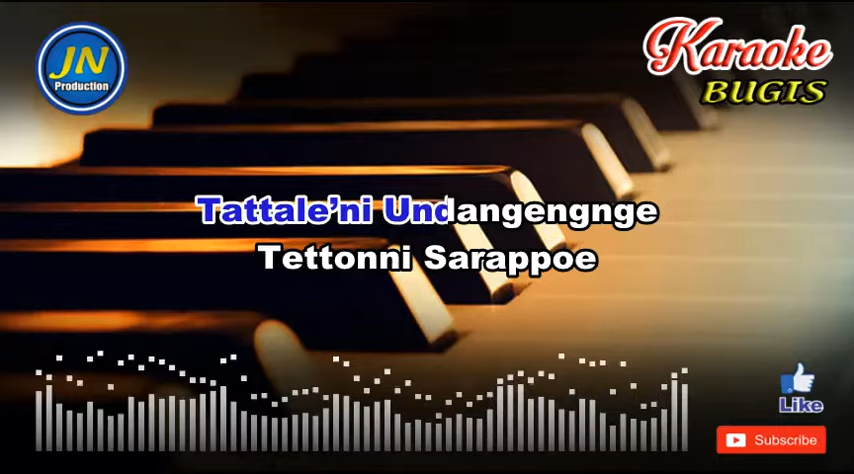 JN
Production
Karaoke
BUGIS
Tattale'ni Undangengnge
Tettonni Sarappoe
Like
Subscribe